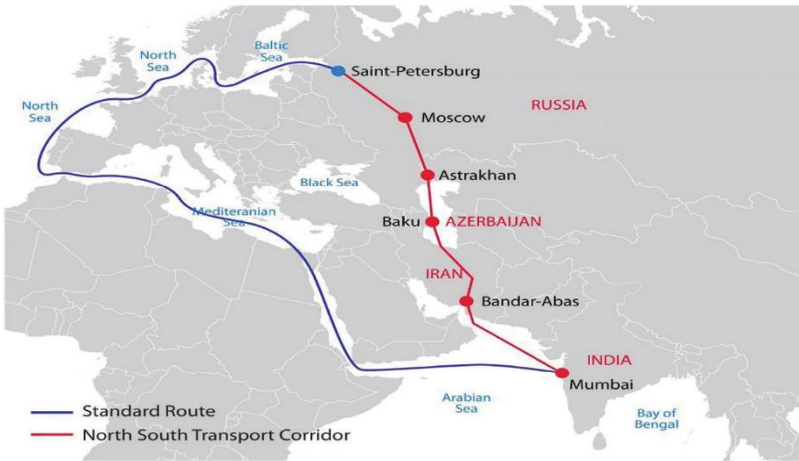 North
Sea
Baltic
Sea
Saint-Petersburg
North
Sea
Moscow
RUSSIA
Astrakhan
Black Sea
Mediteranian
Sea
Baku
AZERBAIJAN
IRAN
Bandar-Abas
INDIA
Mumbai
Arabian
Sea
Bay of
Bengal
Standard Route
North South Transport Corridor